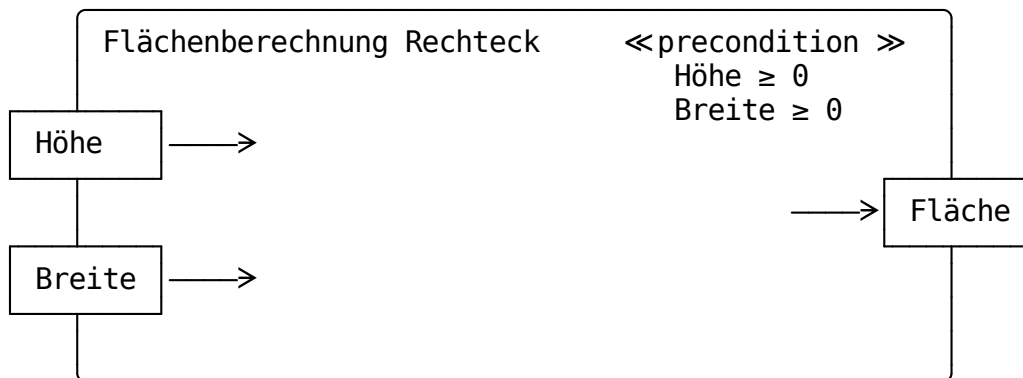 Flächenberechnung Rechteck ≪precondition ≫
Höhe ≥ 0
Breite ≥ 0
Höhe
Fläche
Breite